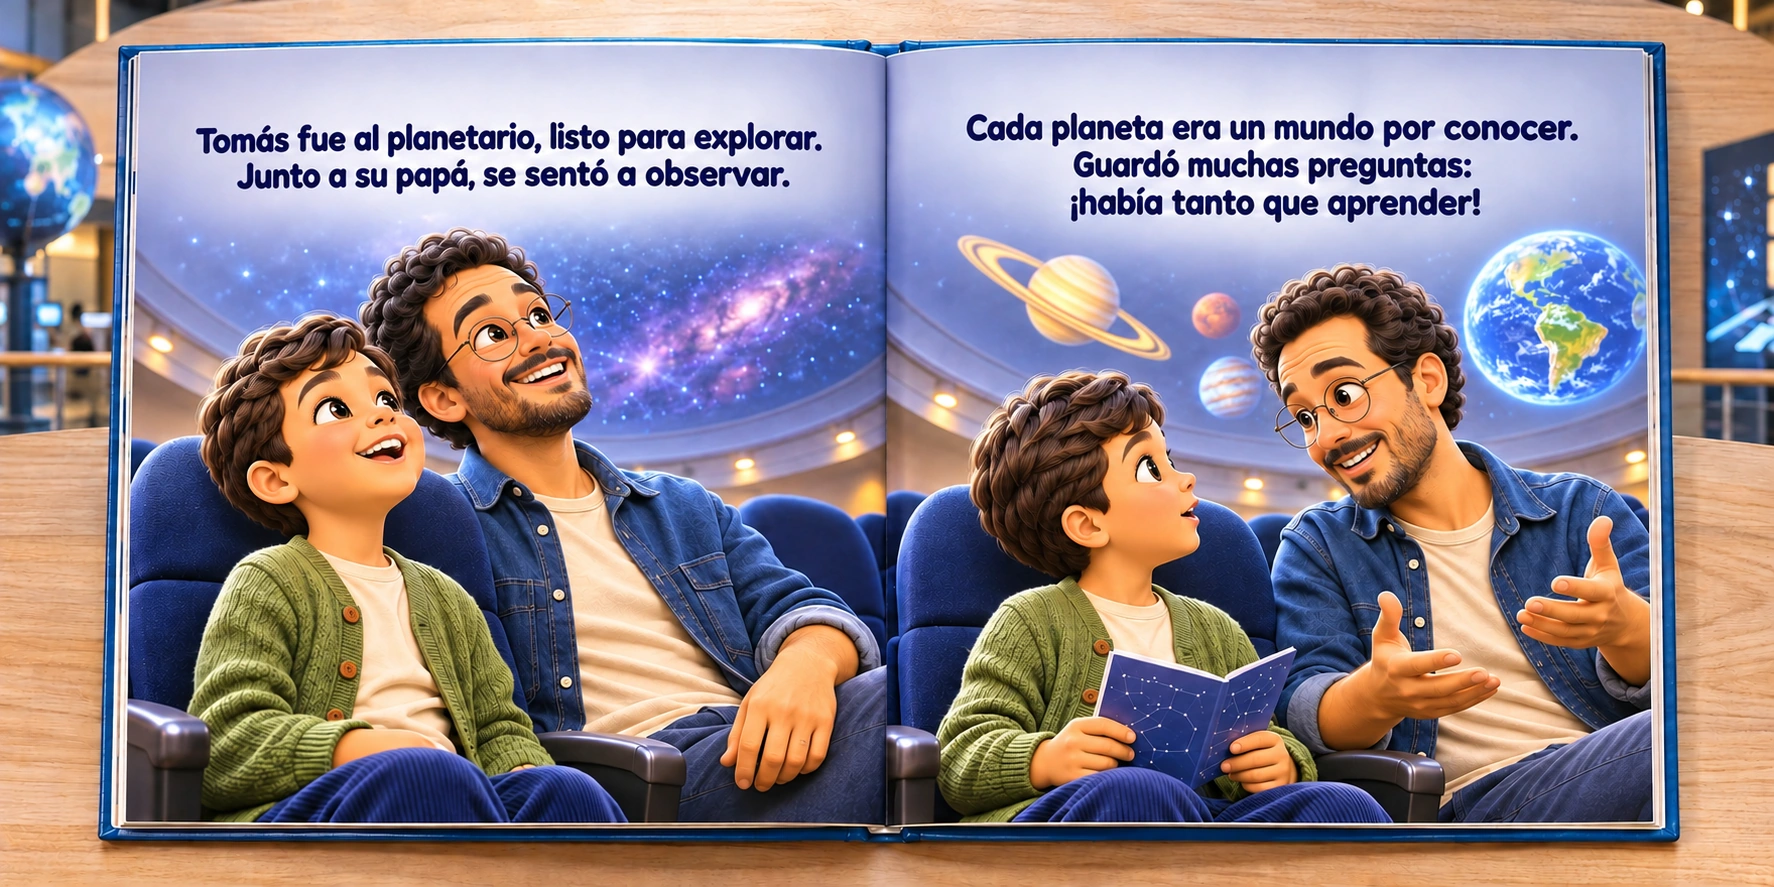 Tomás fue al planetario, listo para explorar.
Junto a su papá, se sentó a observar.
Cada planeta era un mundo por conocer.
Guardó muchas preguntas:
¡había tanto que aprender!